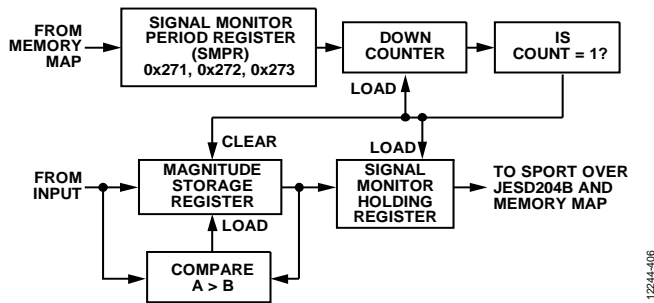 FROM
MEMORY
MAP
SIGNAL MONITOR
PERIOD REGISTER
(SMPR)
0x271, 0x272, 0x273
DOWN
COUNTER
IS
COUNT = 1?
LOAD
CLEAR
LOAD
FROM
INPUT
MAGNITUDE
STORAGE
REGISTER
SIGNAL
MONITOR
HOLDING
REGISTER
TO SPORT OVER
JESD204B AND
MEMORY MAP
LOAD
COMPARE
A > B
12244-406